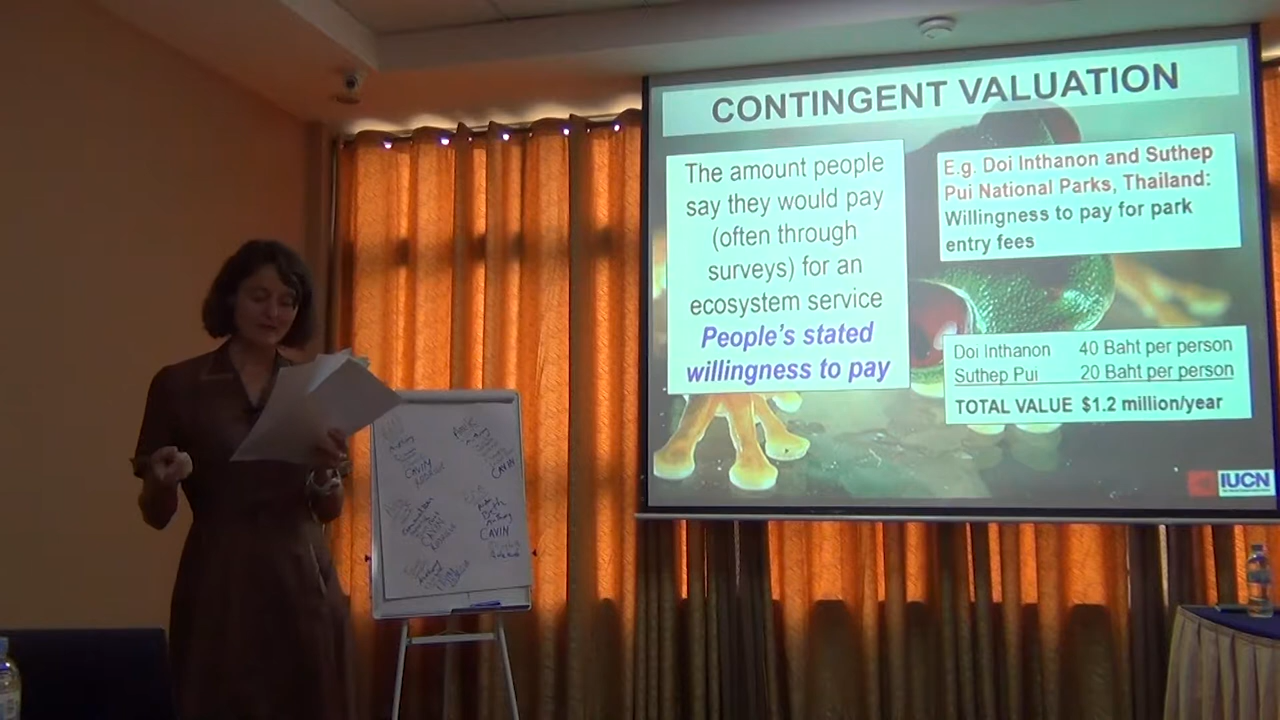 CONTINGENT VALUATION
The amount people
say they would pay
(often through
surveys) for an
ecosystem service
People's stated
willingness to pay
E.g. Doi Inthanon and Suthep
Pui National Parks, Thailand:
Willingness to pay for park
entry fees
Doi Inthanon 40 Baht per person
Suthep Pui 20 Baht per person
TOTAL VALUE $1.2 million/year
IUCN
CAVIN
CAVIN
Anthony
CAVIN